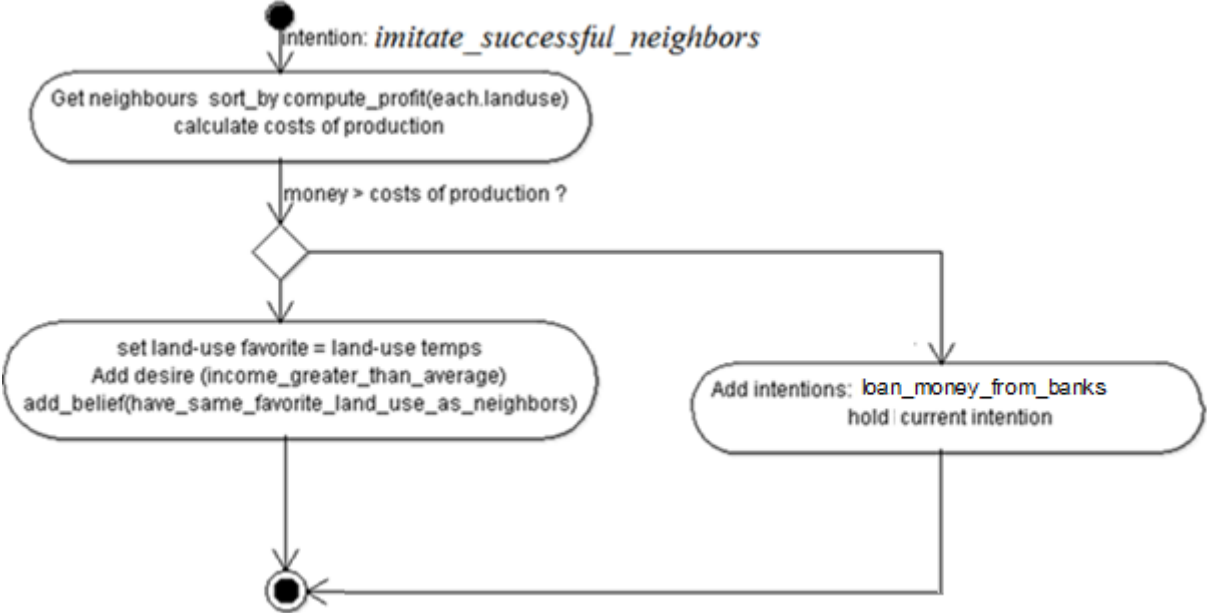 intention: imitate_successful_neighbors
Get neighbours sort_by compute_profit(each.landuse)
calculate costs of production
money > costs of production ?
set land-use favorite = land-use temps
Add desire (income_greater_than_average)
add_belief(have_same_favorite_land_use_as_neighbors)
Add intentions: loan_money_from_banks
hold current intention